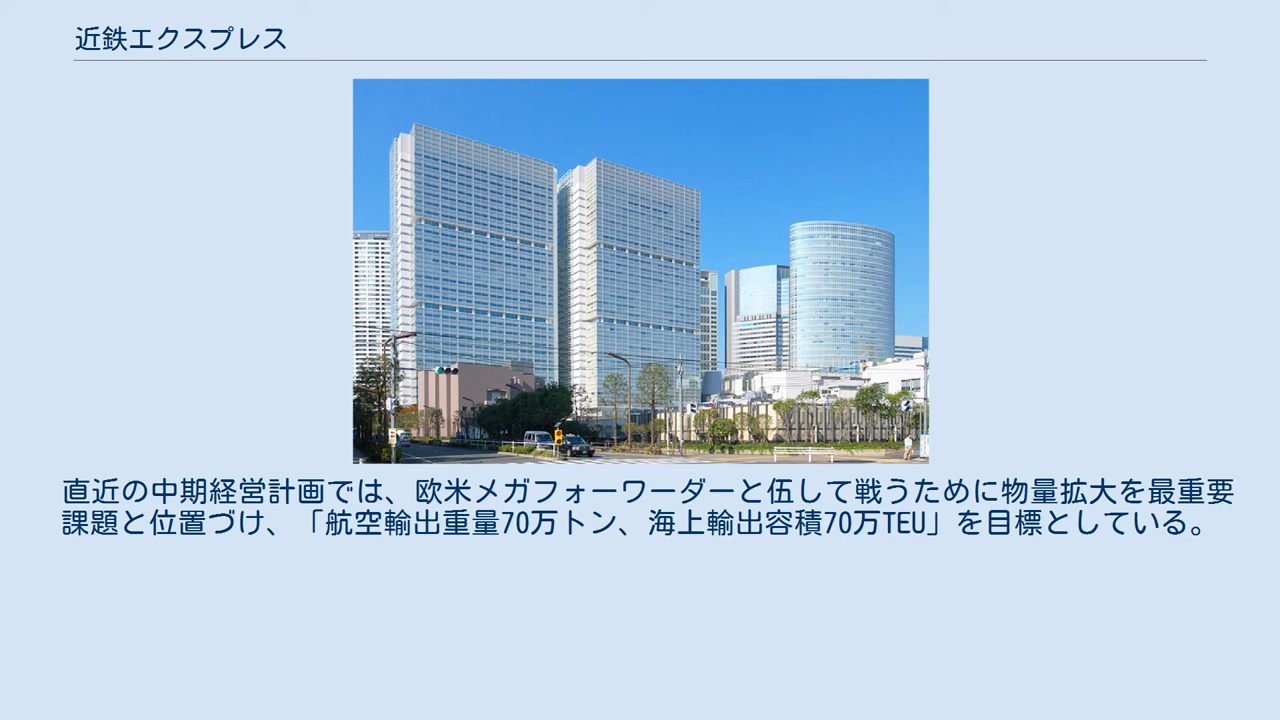 近鉄エクスプレス
直近の中期経営計画では、欧米メガフォーワーダーと伍して戦うために物量拡大を最重要
課題と位置づけ、「航空輸出重量70万トン、海上輸出容積70万TEU」を目標としている。